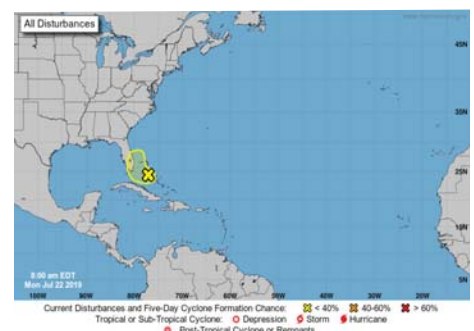 All Disturbances
45N
35N
25N
15N
5N
8:00 am EDT
Mon Jul 22 2019
100W 90W 80W 70W 60W 50W 40W 30W 20W
Current Disturbances and Five-Day Cyclone Formation Chance: < 40% 40-60% > 60%
Tropical or Sub-Tropical Cyclone: Depression Storm Hurricane
Post-Tropical Cyclone or Remnants